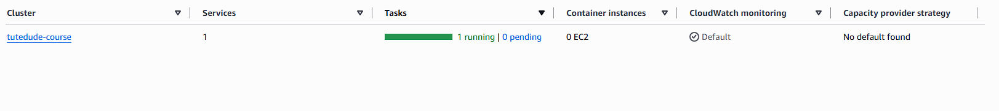 Cluster Services Tasks Container instances CloudWatch monitoring Capacity provider strategy
tutedude-course 1 1 running | 0 pending 0 EC2 Default No default found